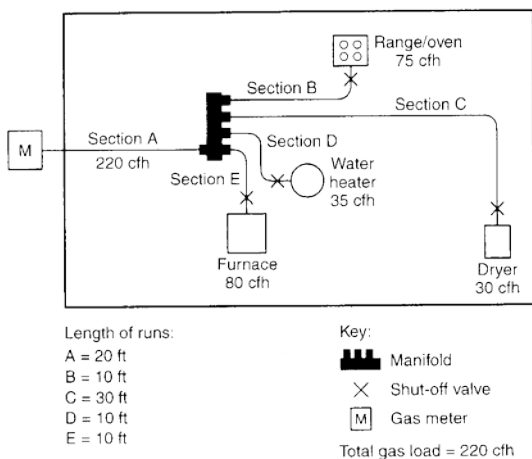 Range/oven
75 cfh
Section B
Section C
Section A
220 cfh
M
Section D
Section E
Water
heater
35 cfh
Furnace
80 cfh
Dryer
30 cfh
Length of runs:
A = 20 ft
B = 10 ft
C = 30 ft
D = 10 ft
E = 10 ft
Key:
Manifold
Shut-off valve
M Gas meter
Total gas load = 220 cfh